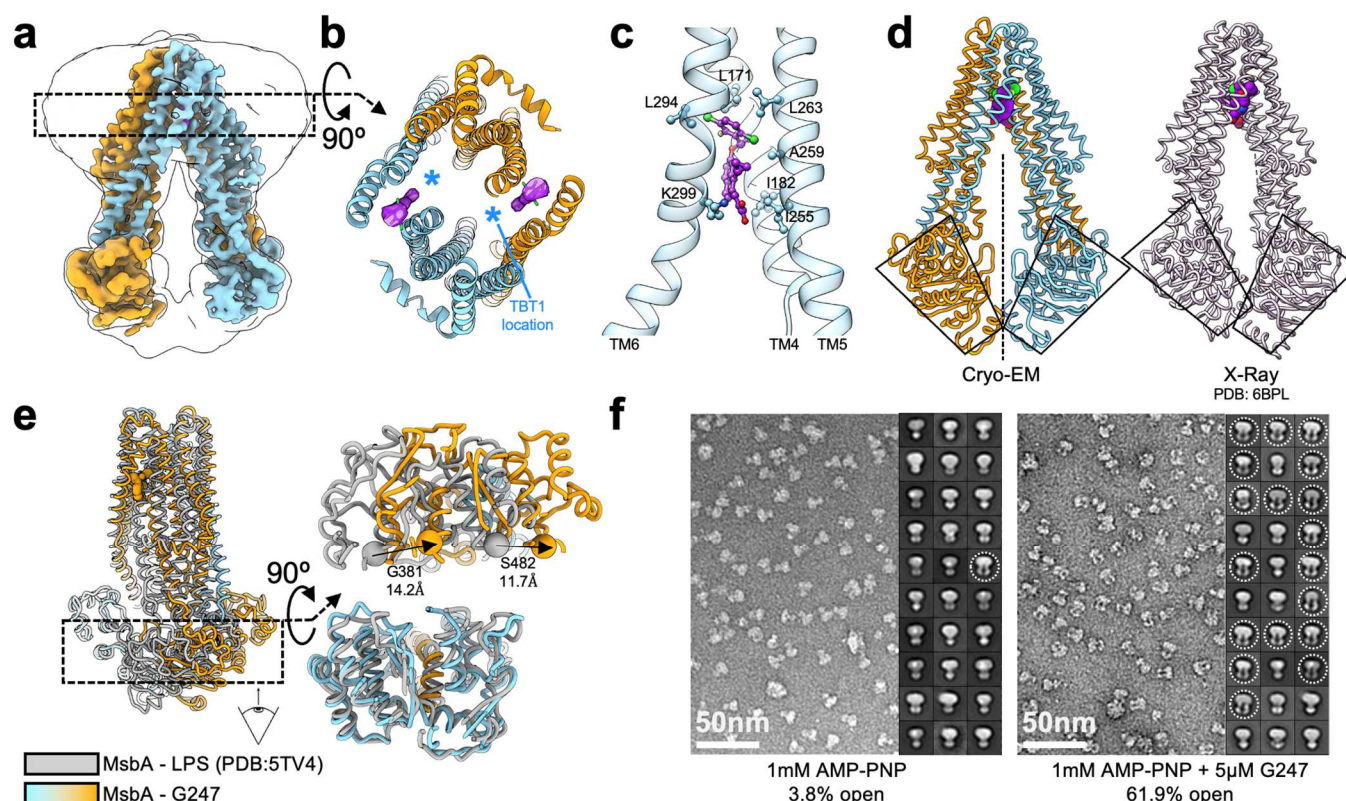 a
90º
b
*
*
TBT1
location
c
L171
L294
L263
A259
K299
I182
I255
TM6
TM4
TM5
d
Cryo-EM
X-Ray
PDB: 6BPL
e
90º
G381
14.2Å
S482
11.7Å
MsbA - LPS (PDB:5TV4)
MsbA - G247
f
50nm
1mM AMP-PNP
3.8% open
50nm
1mM AMP-PNP + 5µM G247
61.9% open